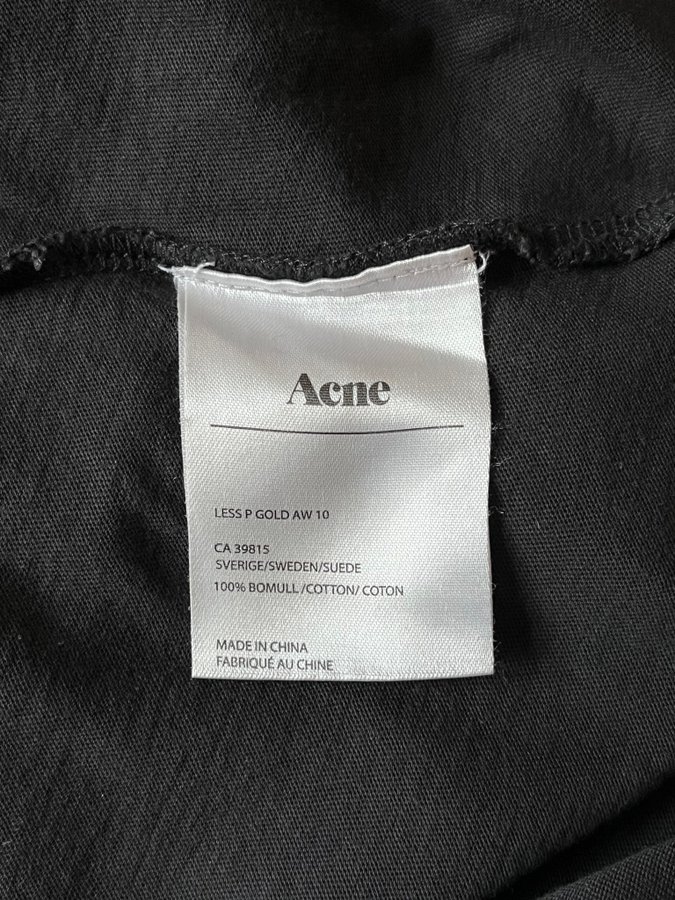 Acne
LESS P GOLD AW 10
CA 39815
SVERIGE/SWEDEN/SUEDE
100% BOMULL /COTTON/ COTON
MADE IN CHINA
FABRIQUÉ AU CHINE